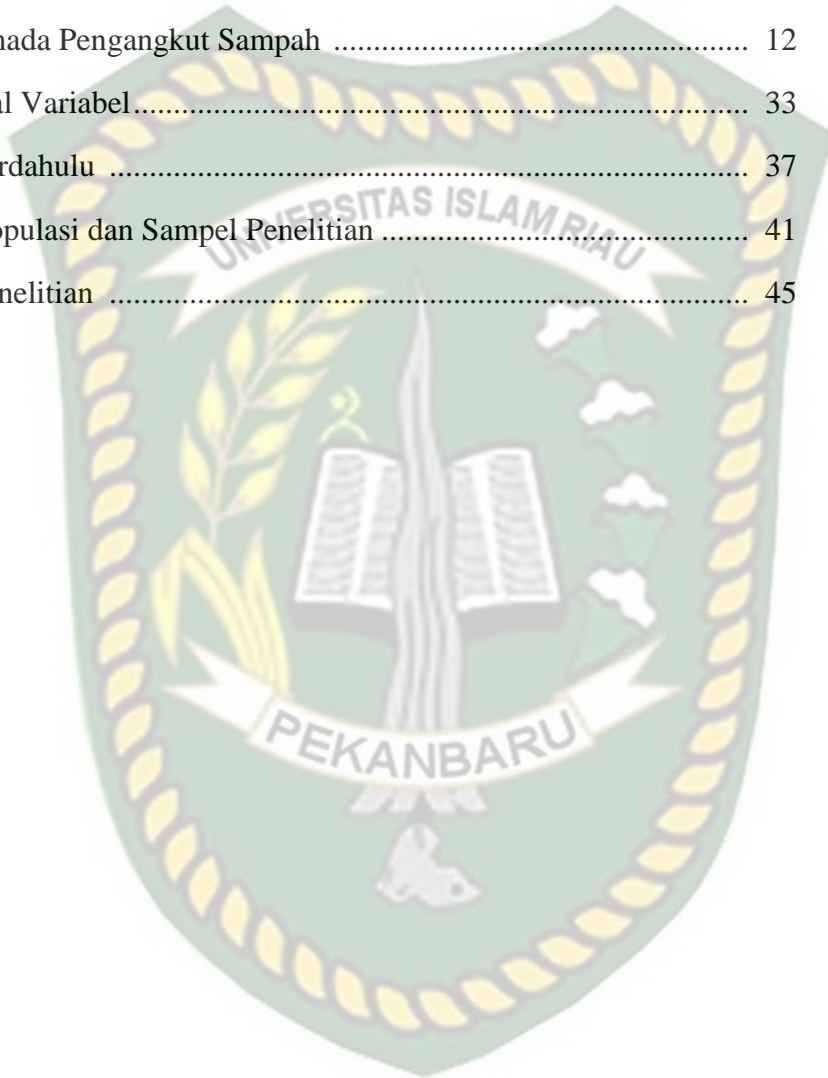 nada Pengangkut Sampah ........................................................ 12
al Variabel.................................................................................... 33
rdahulu ....................................................................................... 37
opulasi dan Sampel Penelitian .................................................. 41
nelitian ....................................................................................... 45
UNIVERSITAS ISLAM RIAU
PEKANBARU